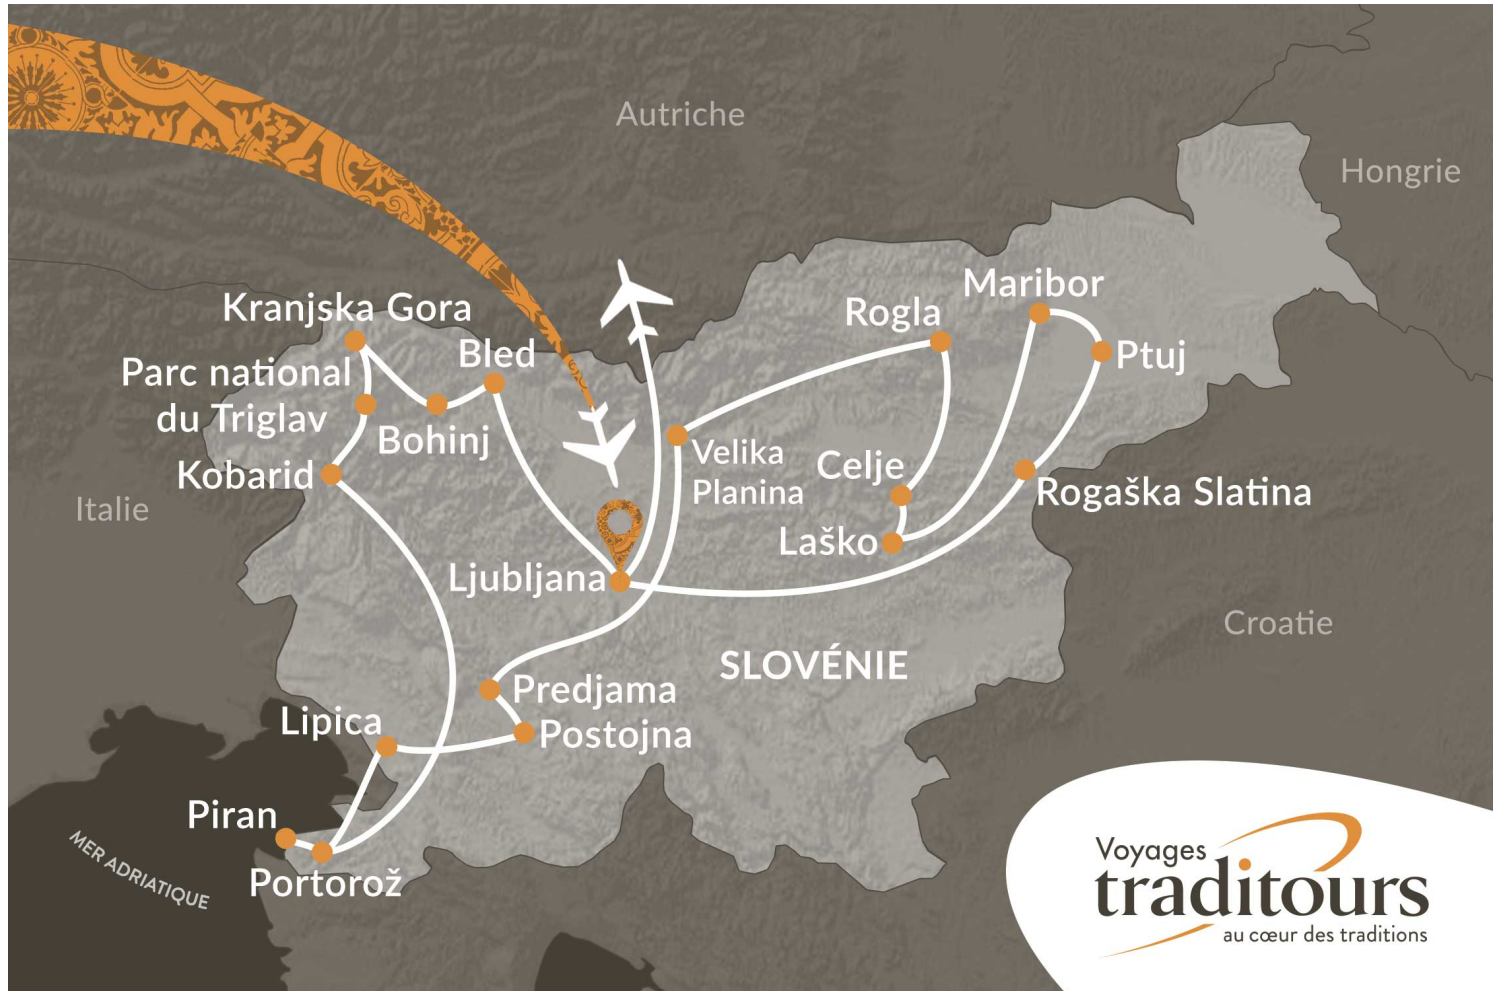 Autriche
Hongrie
Maribor
Kranjska Gora
Rogla
Bled
Ptuj
Parc national
du Triglav
Bohinj
Velika
Planina
Celje
Kobarid
Rogaška Slatina
Italie
Laško
Ljubljana
Croatie
SLOVÉNIE
Predjama
Lipica
Postojna
Piran
MER ADRIATIQUE
Portorož
Voyages
traditours
au cœur des traditions